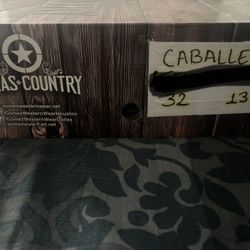 AS★COUNTRY
gomezwesternwear.net
GomezWesternWearHouston
GomezWesternWearDallas
CABALLE
32 13